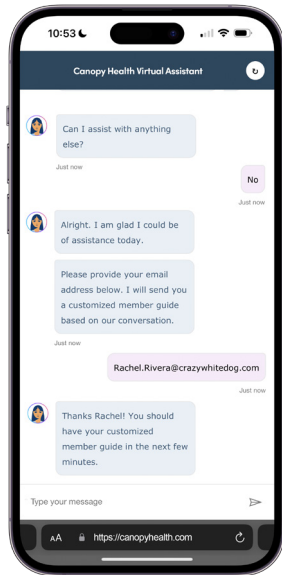 10:53
Canopy Health Virtual Assistant
Can I assist with anything
else?
Just now
No
Just now
Alright. I am glad I could be
of assistance today.
Please provide your email
address below. I will send you
a customized member guide
based on our conversation.
Just now
Rachel.Rivera@crazywhitedog.com
Just now
Thanks Rachel! You should
have your customized
member guide in the next few
minutes.
Type your message
AA https://canopyhealth.com